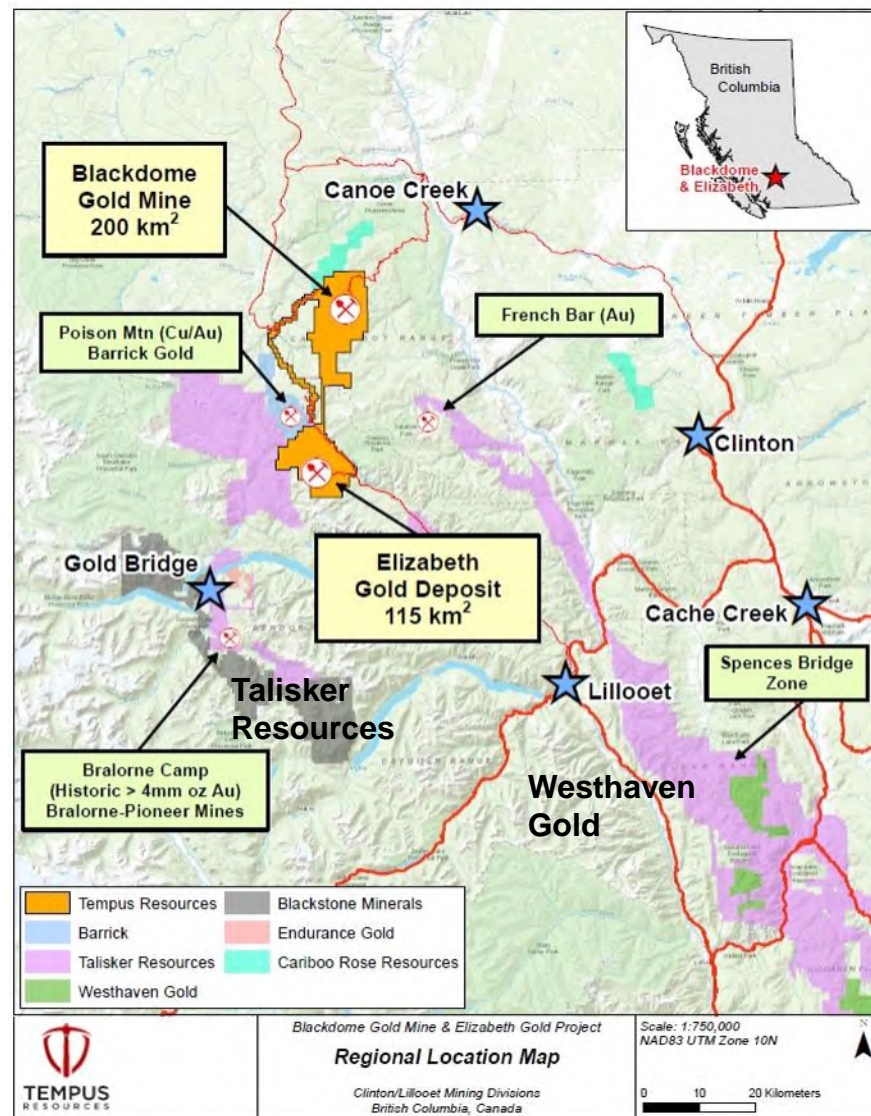 British
Columbia
Blackdome
& Elizabeth
Blackdome
Gold Mine
200 km²
Canoe Creek
French Bar (Au)
Poison Mtn (Cu/Au)
Barrick Gold
Clinton
Gold Bridge
Elizabeth
Gold Deposit
115 km²
Cache Creek
Spences Bridge
Zone
Lillooet
Talisker
Resources
Bralorne Camp
(Historic > 4mm oz Au)
Bralorne-Pioneer Mines
Westhaven
Gold
Tempus Resources
Barrick
Talisker Resources
Westhaven Gold
Blackstone Minerals
Endurance Gold
Cariboo Rose Resources
TEMPUS
RESOURCES
Blackdome Gold Mine & Elizabeth Gold Project
Regional Location Map
Clinton/Lillooet Mining Divisions
British Columbia, Canada
Scale: 1:750,000
NAD83 UTM Zone 10N
N
0 10 20 Kilometers